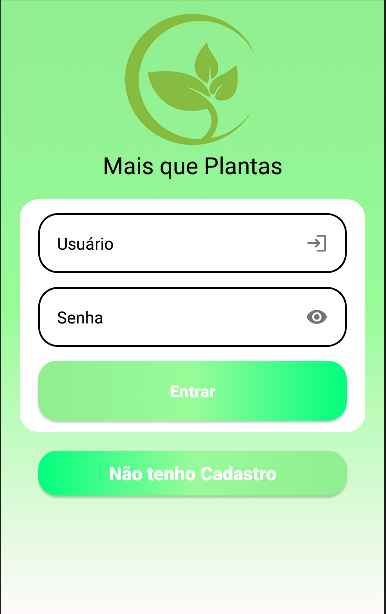 Mais que Plantas
Usuário
Senha
Entrar
Não tenho Cadastro